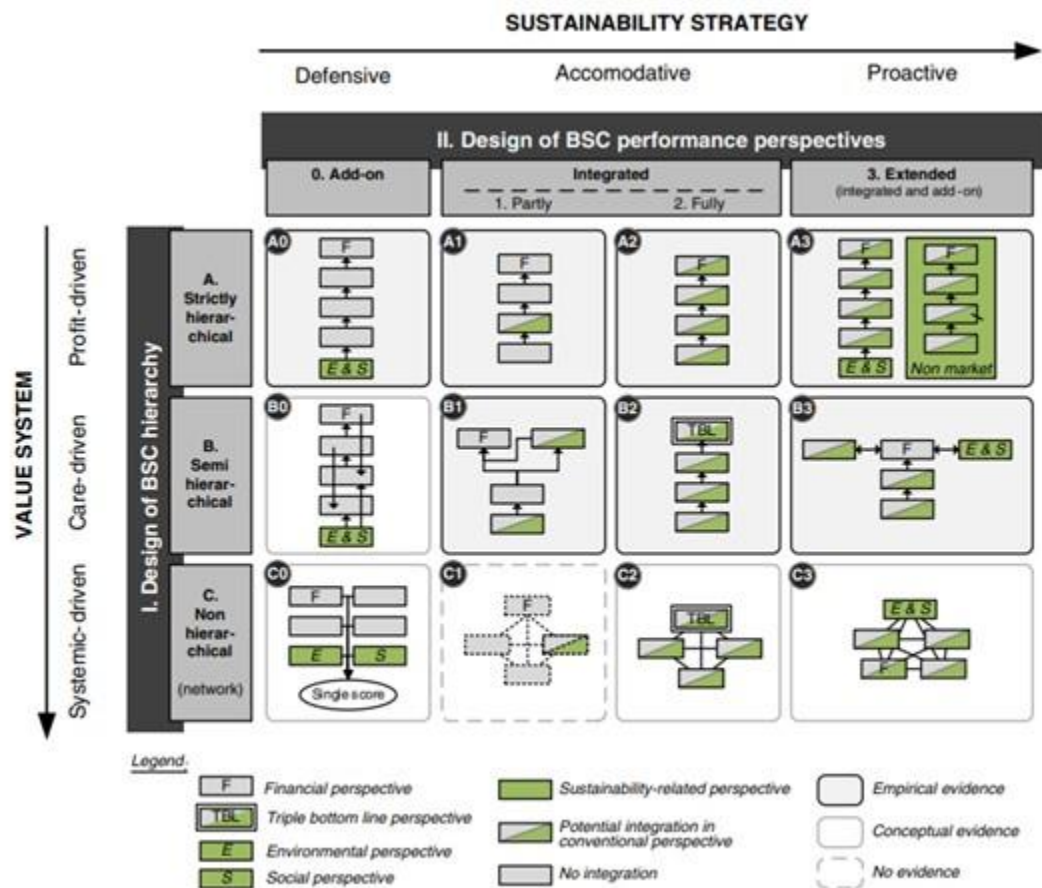 SUSTAINABILITY STRATEGY
Defensive
Accomodative
Proactive
II. Design of BSC performance perspectives
0. Add-on
Integrated
1. Partly
2. Fully
3. Extended
(integrated and add-on)
VALUE SYSTEM
Profit-driven
Care-driven
Systemic-driven
I. Design of BSC hierarchy
A.
Strictly
hierar-
chical
A0
F
E & S
A1
F
A2
F
A3
F
E & S
F
Non market
B.
Semi
hierar-
chical
B0
F
E & S
B1
F
B2
TBL
B3
F
E & S
C.
Non
hierar-
chical
(network)
C0
F
E
S
Single score
C1
F
C2
TBL
C3
E & S
F
Legend
F
Financial perspective
TBL
Triple bottom line perspective
E
Environmental perspective
S
Social perspective
Sustainability-related perspective
Potential integration in
conventional perspective
No integration
Empirical evidence
Conceptual evidence
No evidence